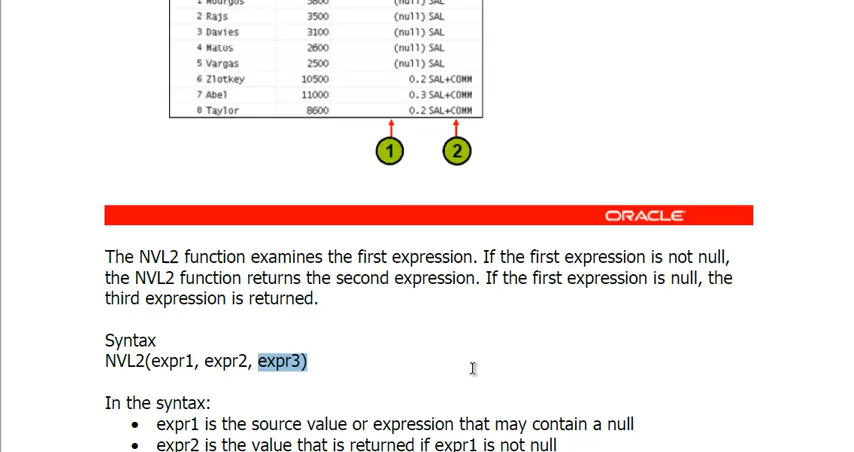 2 Rajs 3500 (null) SAL
3 Davies 3100 (null) SAL
4 Matos 2600 (null) SAL
5 Vargas 2500 (null) SAL
6 Zlotkey 10500 0.2 SAL+COMM
7 Abel 11000 0.3 SAL+COMM
8 Taylor 8600 0.2 SAL+COMM
1 2
ORACLE
The NVL2 function examines the first expression. If the first expression is not null,
the NVL2 function returns the second expression. If the first expression is null, the
third expression is returned.
Syntax
NVL2(expr1, expr2, expr3)
In the syntax:
• expr1 is the source value or expression that may contain a null
• expr2 is the value that is returned if expr1 is not null